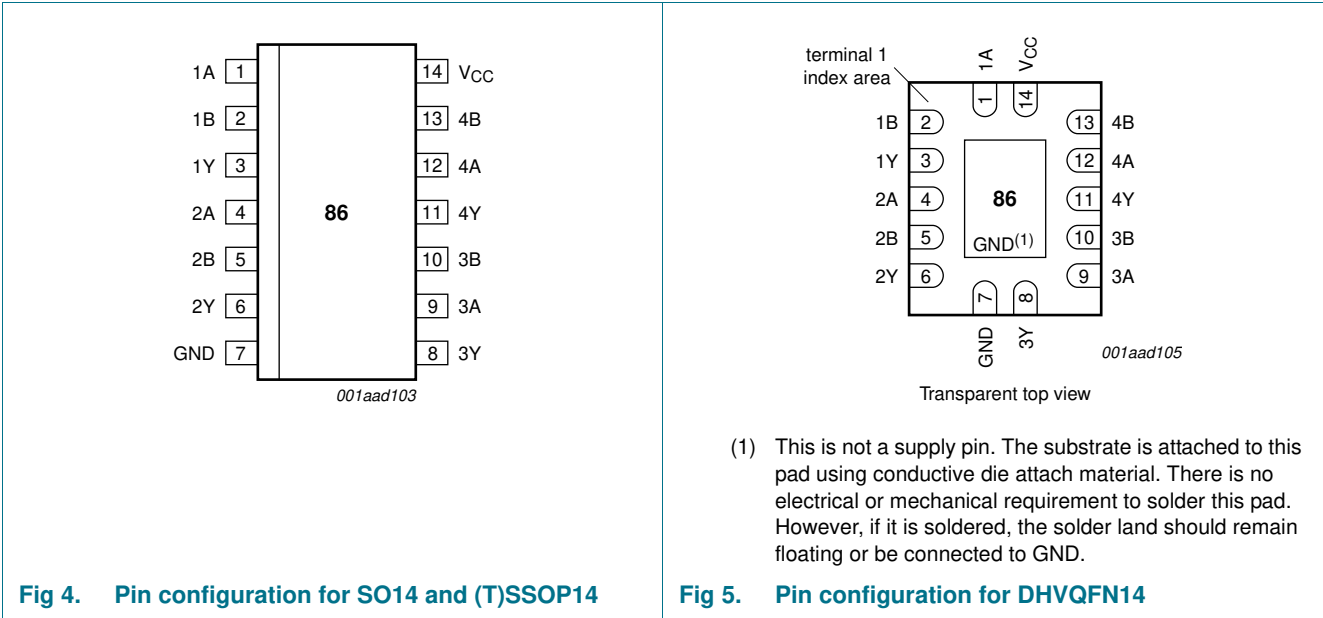 1A 1 14 VCC
1B 2 13 4B
1Y 3 12 4A
2A 4 86 11 4Y
2B 5 10 3B
2Y 6 9 3A
GND 7 8 3Y
001aad103
Fig 4. Pin configuration for SO14 and (T)SSOP14
terminal 1
index area
1A VCC
1 14
1B 2 13 4B
1Y 3 12 4A
2A 4 86 11 4Y
2B 5 GND(1) 10 3B
2Y 6 9 3A
7 8
GND 3Y
001aad105
Transparent top view
(1) This is not a supply pin. The substrate is attached to this
pad using conductive die attach material. There is no
electrical or mechanical requirement to solder this pad.
However, if it is soldered, the solder land should remain
floating or be connected to GND.
Fig 5. Pin configuration for DHVQFN14